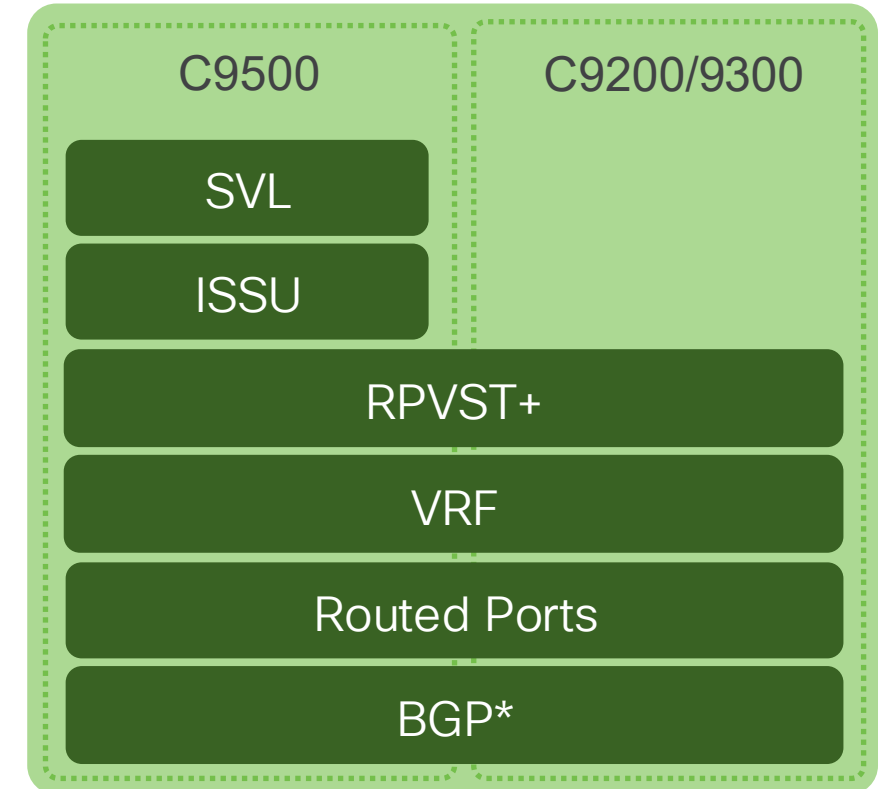 C9500
C9200/9300
SVL
ISSU
RPVST+
VRF
Routed Ports
BGP*